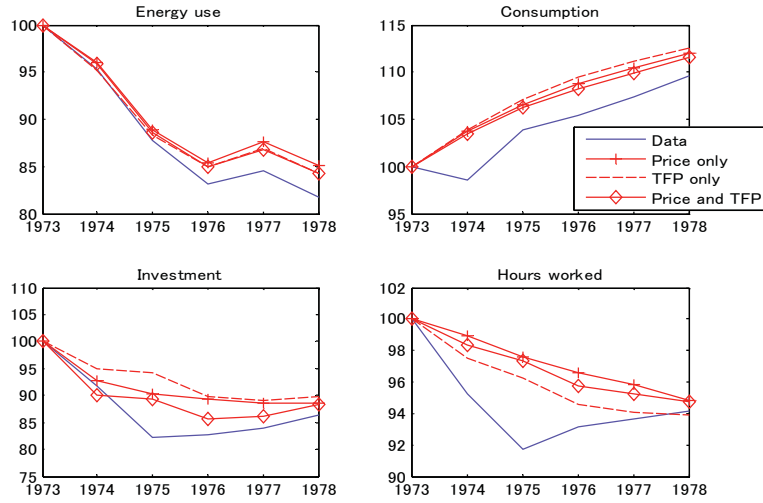 Energy use
100
95
90
85
80
1973 1974 1975 1976 1977 1978
Consumption
115
110
105
100
95
1973 1974 1975 1976 1977 1978
Data
Price only
TFP only
Price and TFP
Investment
110
105
100
95
90
85
80
75
1973 1974 1975 1976 1977 1978
Hours worked
102
100
98
96
94
92
90
1973 1974 1975 1976 1977 1978